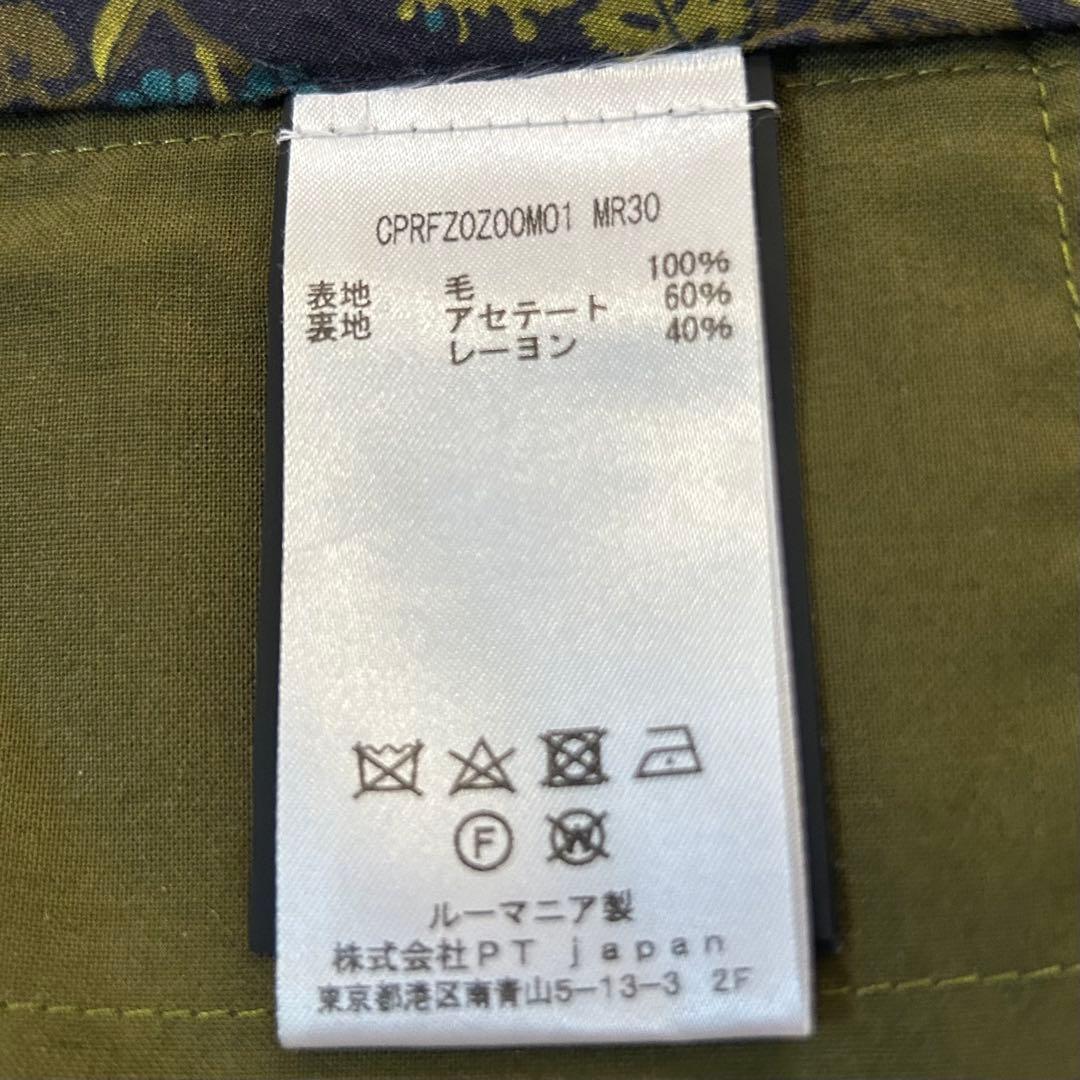 CPRFZ0Z00M01 MR30
表地 毛 100%
裏地 アセテート 60%
レーヨン 40%
F
W
ルーマニア製
株式会社PT japan
東京都港区南青山5-13-3 2F